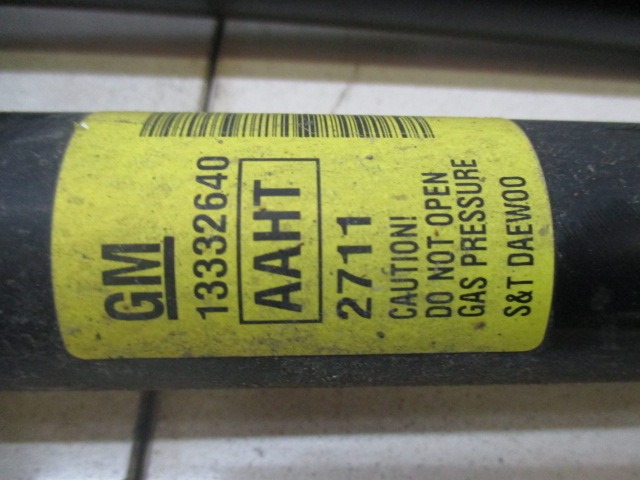 GM
13332640
AAHT
2711
CAUTION!
DO NOT OPEN
GAS PRESSURE
S&T DAEWOO